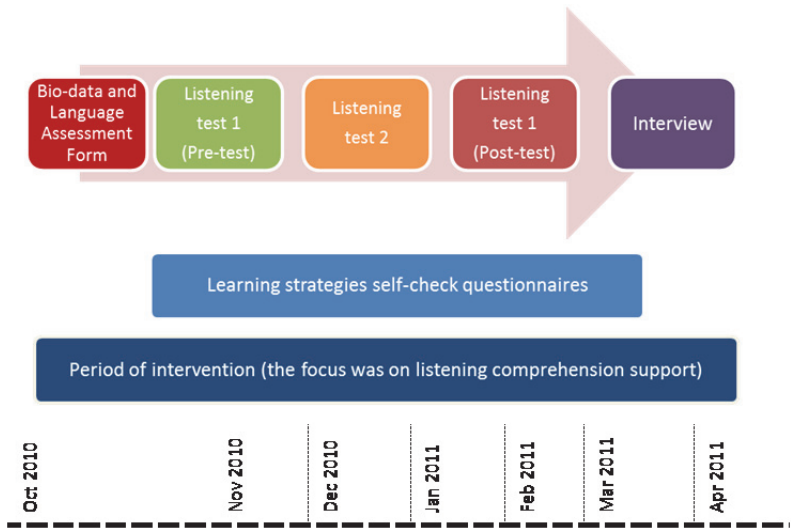 Bio-data and
Language
Assessment
Form
Listening
test 1
(Pre-test)
Listening
test 2
Listening
test 1
(Post-test)
Interview
Learning strategies self-check questionnaires
Period of intervention (the focus was on listening comprehension support)
Oct 2010
Nov 2010
Dec 2010
Jan 2011
Feb 2011
Mar 2011
Apr 2011